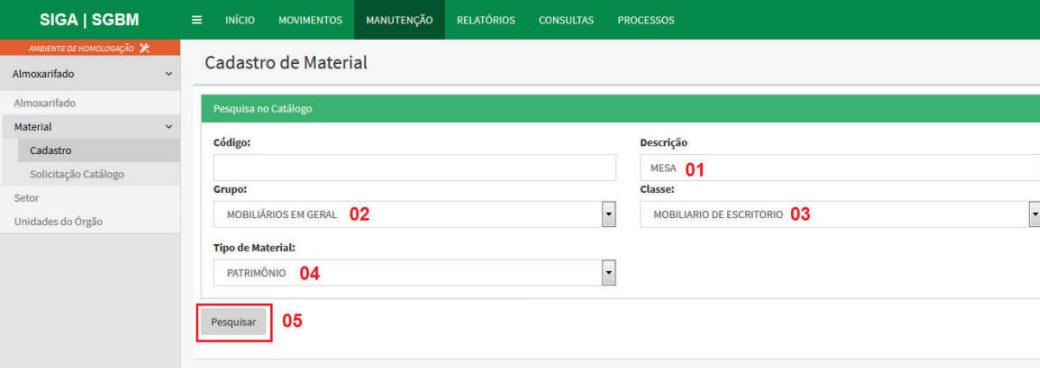 SIGA | SGBM
INÍCIO MOVIMENTOS MANUTENÇÃO RELATÓRIOS CONSULTAS PROCESSOS
AMBIENTE DE HOMOLOGAÇÃO
Almoxarifado
Almoxarifado
Material
Cadastro
Solicitação Catálogo
Setor
Unidades do Órgão
Cadastro de Material
Pesquisa no Catálogo
Código: Descrição
MESA 01
Grupo: Classe:
MOBILIÁRIOS EM GERAL 02 MOBILIARIO DE ESCRITORIO 03
Tipo de Material:
PATRIMÔNIO 04
Pesquisar 05